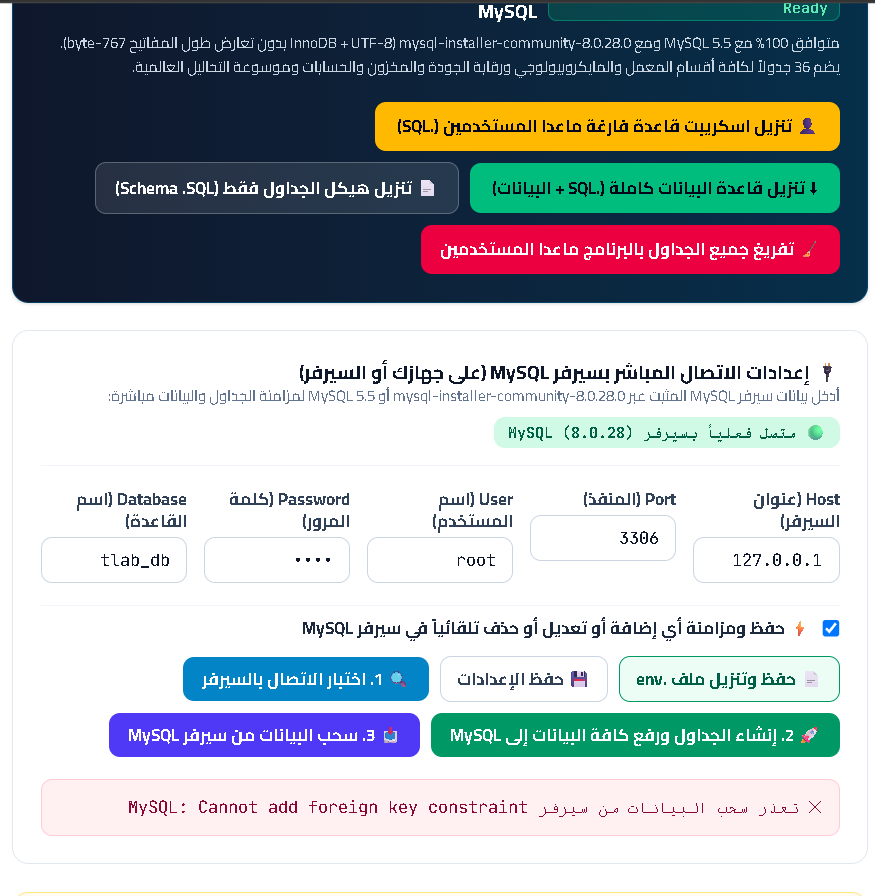 Ready
MySQL
متوافق 100% مع MySQL 5.5 ومع mysql-installer-community-8.0.28.0 (InnoDB + UTF-8 بدون تعارض طول المفاتيح 767-byte).
يضم 36 جدولاً لكافة أقسام المعمل والمايكروبيولوجي ورقابة الجودة والمخزون والحسابات وموسوعة التحاليل العالمية.
👤 تنزيل اسكريبت قاعدة فارغة ماعدا المستخدمين (.SQL)
⬇ تنزيل قاعدة البيانات كاملة (.SQL + البيانات)
📄 تنزيل هيكل الجداول فقط (Schema .SQL)
🧹 تفريغ جميع الجداول بالبرنامج ماعدا المستخدمين
🔌 إعدادات الاتصال المباشر بسيرفر MySQL (على جهازك أو السيرفر)
أدخل بيانات سيرفر MySQL المثبت عبر mysql-installer-community-8.0.28.0 أو MySQL 5.5 لمزامنة الجداول والبيانات مباشرة:
🟢 متصل فعلياً بسيرفر MySQL (8.0.28)
Host (عنوان السيرفر)
127.0.0.1
Port (المنفذ)
3306
User (اسم المستخدم)
root
Password (كلمة المرور)
••••
Database (اسم القاعدة)
tlab_db
⚡ حفظ ومزامنة أي إضافة أو تعديل أو حذف تلقائياً في سيرفر MySQL
📄 حفظ وتنزيل ملف .env
💾 حفظ الإعدادات
🔍 1. اختبار الاتصال بالسيرفر
🚀 2. إنشاء الجداول ورفع كافة البيانات إلى MySQL
📥 3. سحب البيانات من سيرفر MySQL
❌ تعذر سحب البيانات من سيرفر MySQL: Cannot add foreign key constraint